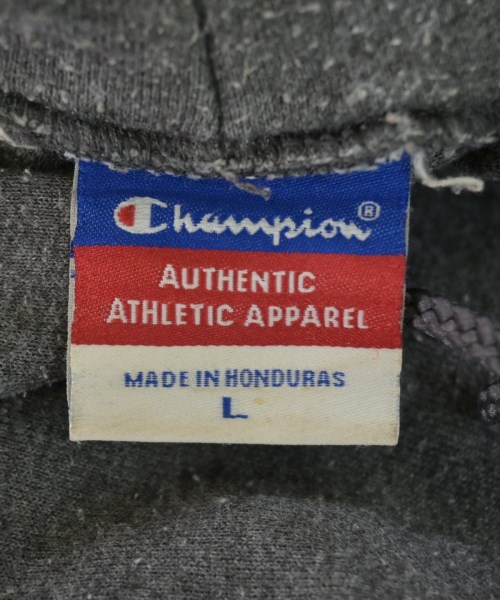 Champion®
AUTHENTIC
ATHLETIC APPAREL
MADE IN HONDURAS
L